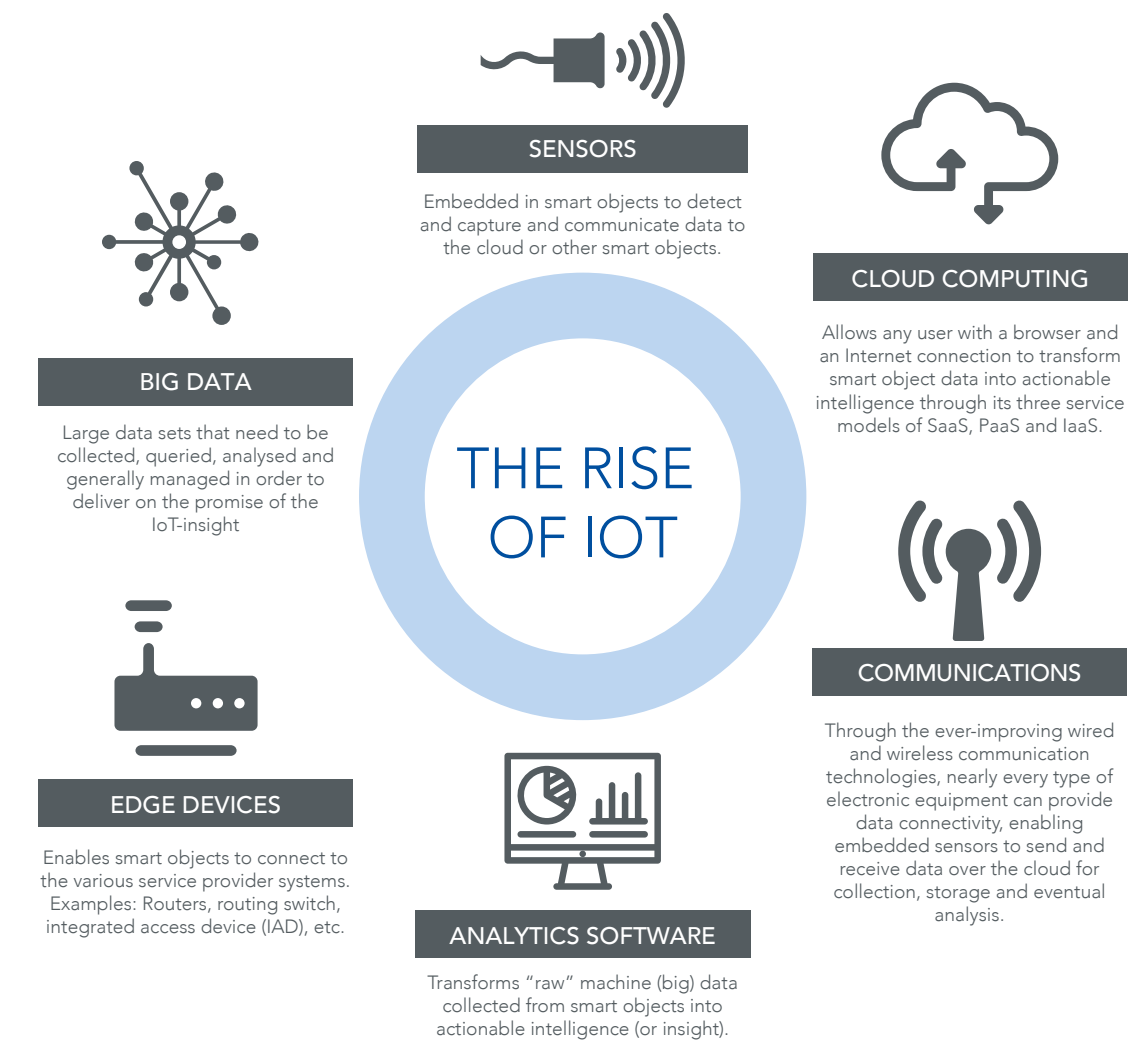 SENSORS
Embedded in smart objects to detect
and capture and communicate data to
the cloud or other smart objects.
CLOUD COMPUTING
Allows any user with a browser and
an Internet connection to transform
smart object data into actionable
intelligence through its three service
models of SaaS, PaaS and IaaS.
BIG DATA
Large data sets that need to be
collected, queried, analysed and
generally managed in order to
deliver on the promise of the
IoT-insight
THE RISE
OF IOT
COMMUNICATIONS
Through the ever-improving wired
and wireless communication
technologies, nearly every type of
electronic equipment can provide
data connectivity, enabling
embedded sensors to send and
receive data over the cloud for
collection, storage and eventual
analysis.
EDGE DEVICES
Enables smart objects to connect to
the various service provider systems.
Examples: Routers, routing switch,
integrated access device (IAD), etc.
ANALYTICS SOFTWARE
Transforms “raw” machine (big) data
collected from smart objects into
actionable intelligence (or insight).